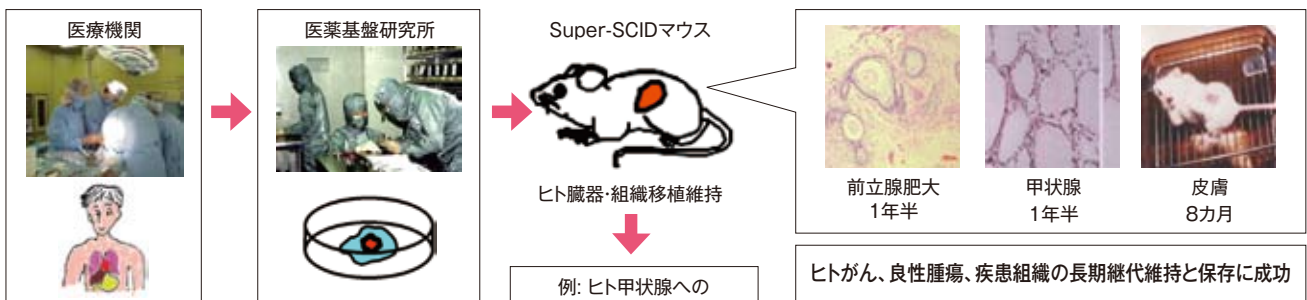 医療機関
医薬基盤研究所
Super-SCIDマウス
ヒト臓器・組織移植維持
例: ヒト甲状腺への
前立腺肥大
1年半
甲状腺
1年半
皮膚
8カ月
ヒトがん、良性腫瘍、疾患組織の長期継代維持と保存に成功